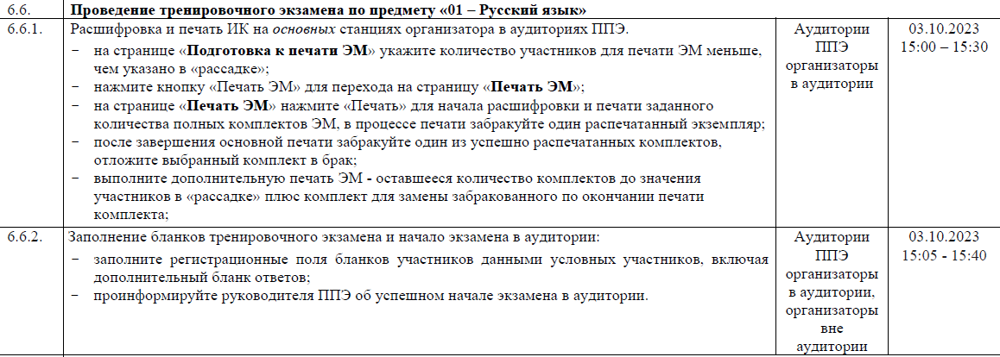 6.6. Проведение тренировочного экзамена по предмету «01 – Русский язык»
6.6.1. Расшифровка и печать ИК на основных станциях организатора в аудиториях ППЭ.
− на странице «Подготовка к печати ЭМ» укажите количество участников для печати ЭМ меньше,
чем указано в «рассадке»;
− нажмите кнопку «Печать ЭМ» для перехода на страницу «Печать ЭМ»;
− на странице «Печать ЭМ» нажмите «Печать» для начала расшифровки и печати заданного
количества полных комплектов ЭМ, в процессе печати забракуйте один распечатанный экземпляр;
− после завершения основной печати забракуйте один из успешно распечатанных комплектов,
отложите выбранный комплект в брак;
− выполните дополнительную печать ЭМ - оставшееся количество комплектов до значения
участников в «рассадке» плюс комплект для замены забракованного по окончании печати
комплекта;
Аудитории
ППЭ
организаторы
в аудитории
03.10.2023
15:00 – 15:30
6.6.2. Заполнение бланков тренировочного экзамена и начало экзамена в аудитории:
− заполните регистрационные поля бланков участников данными условных участников, включая
дополнительный бланк ответов;
− проинформируйте руководителя ППЭ об успешном начале экзамена в аудитории.
Аудитории
ППЭ
организаторы
в аудитории,
организаторы
вне
аудитории
03.10.2023
15:05 - 15:40